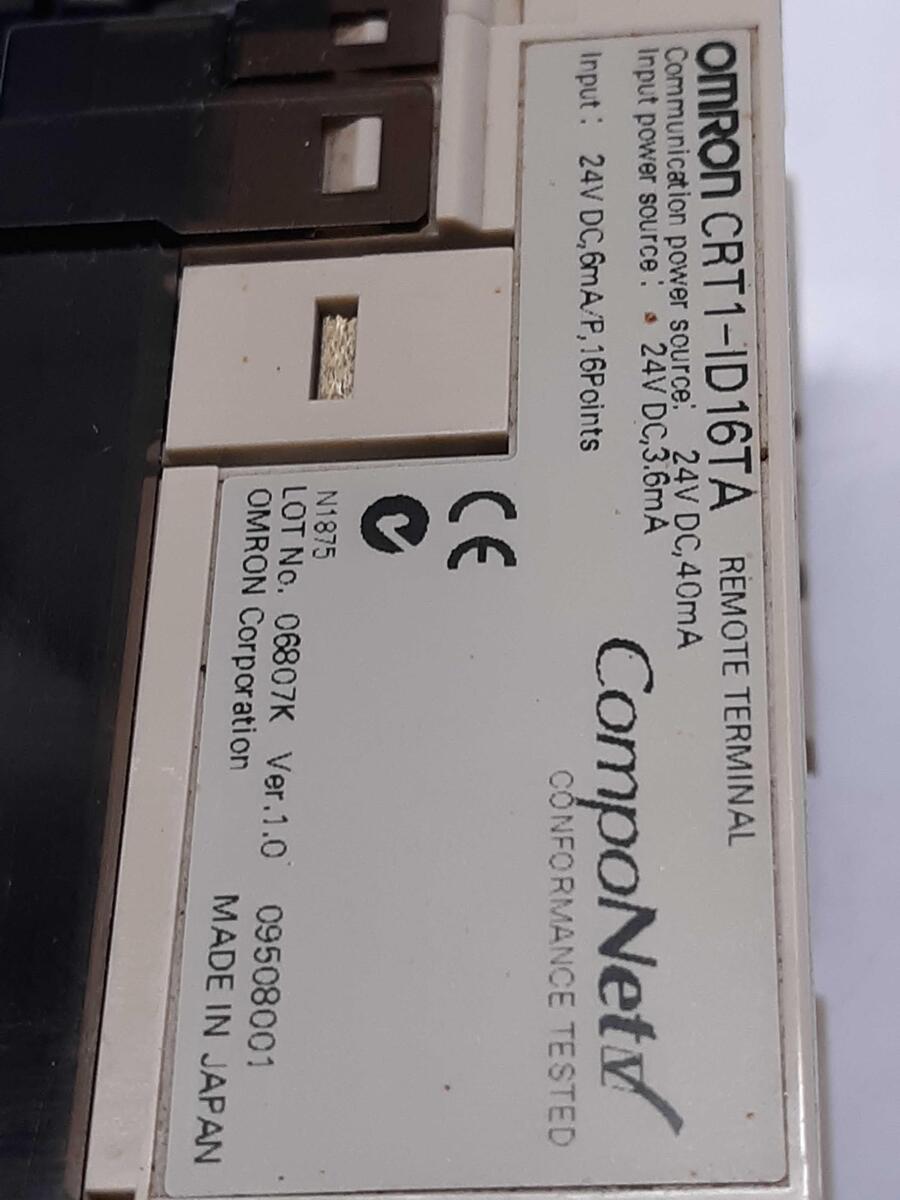 OMRON CRT1-ID16TA REMOTE TERMINAL
Communication power source: 24V DC,40mA
Input power source: 24V DC,3.6mA
Input: 24V DC,6mA/P,16Points
CompoNet
CONFORMANCE TESTED
CE
N1875
LOT No. 06807K Ver.1.0 09508001
OMRON Corporation MADE IN JAPAN